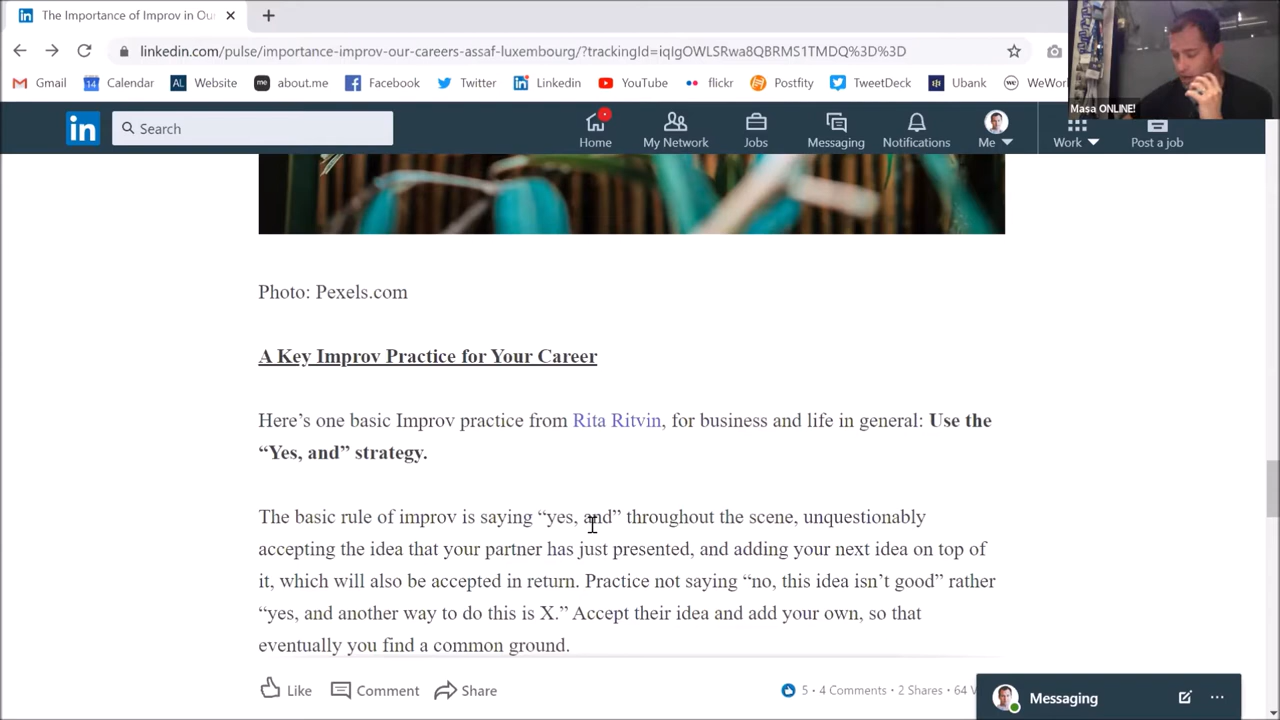 The Importance of Improv in Ou
linkedin.com/pulse/importance-improv-our-careers-assaf-luxembourg/?trackingId=iqIgOWLSRwa8QBRMS1TMDQ%3D%3D
Gmail
14 Calendar
AL Website
me about.me
Facebook
Twitter
in Linkedin
YouTube
flickr
Postfity
TweetDeck
Ubank
WeWo
Masa ONLINE!
in Search
Home
My Network
Jobs
Messaging
Notifications
Me
Work
Post a job
Photo: Pexels.com
A Key Improv Practice for Your Career
Here’s one basic Improv practice from Rita Ritvin, for business and life in general: Use the
“Yes, and” strategy.
The basic rule of improv is saying “yes, and” throughout the scene, unquestionably
accepting the idea that your partner has just presented, and adding your next idea on top of
it, which will also be accepted in return. Practice not saying “no, this idea isn’t good” rather
“yes, and another way to do this is X.” Accept their idea and add your own, so that
eventually you find a common ground.
Like
Comment
Share
5 · 4 Comments · 2 Shares · 64 V
Messaging